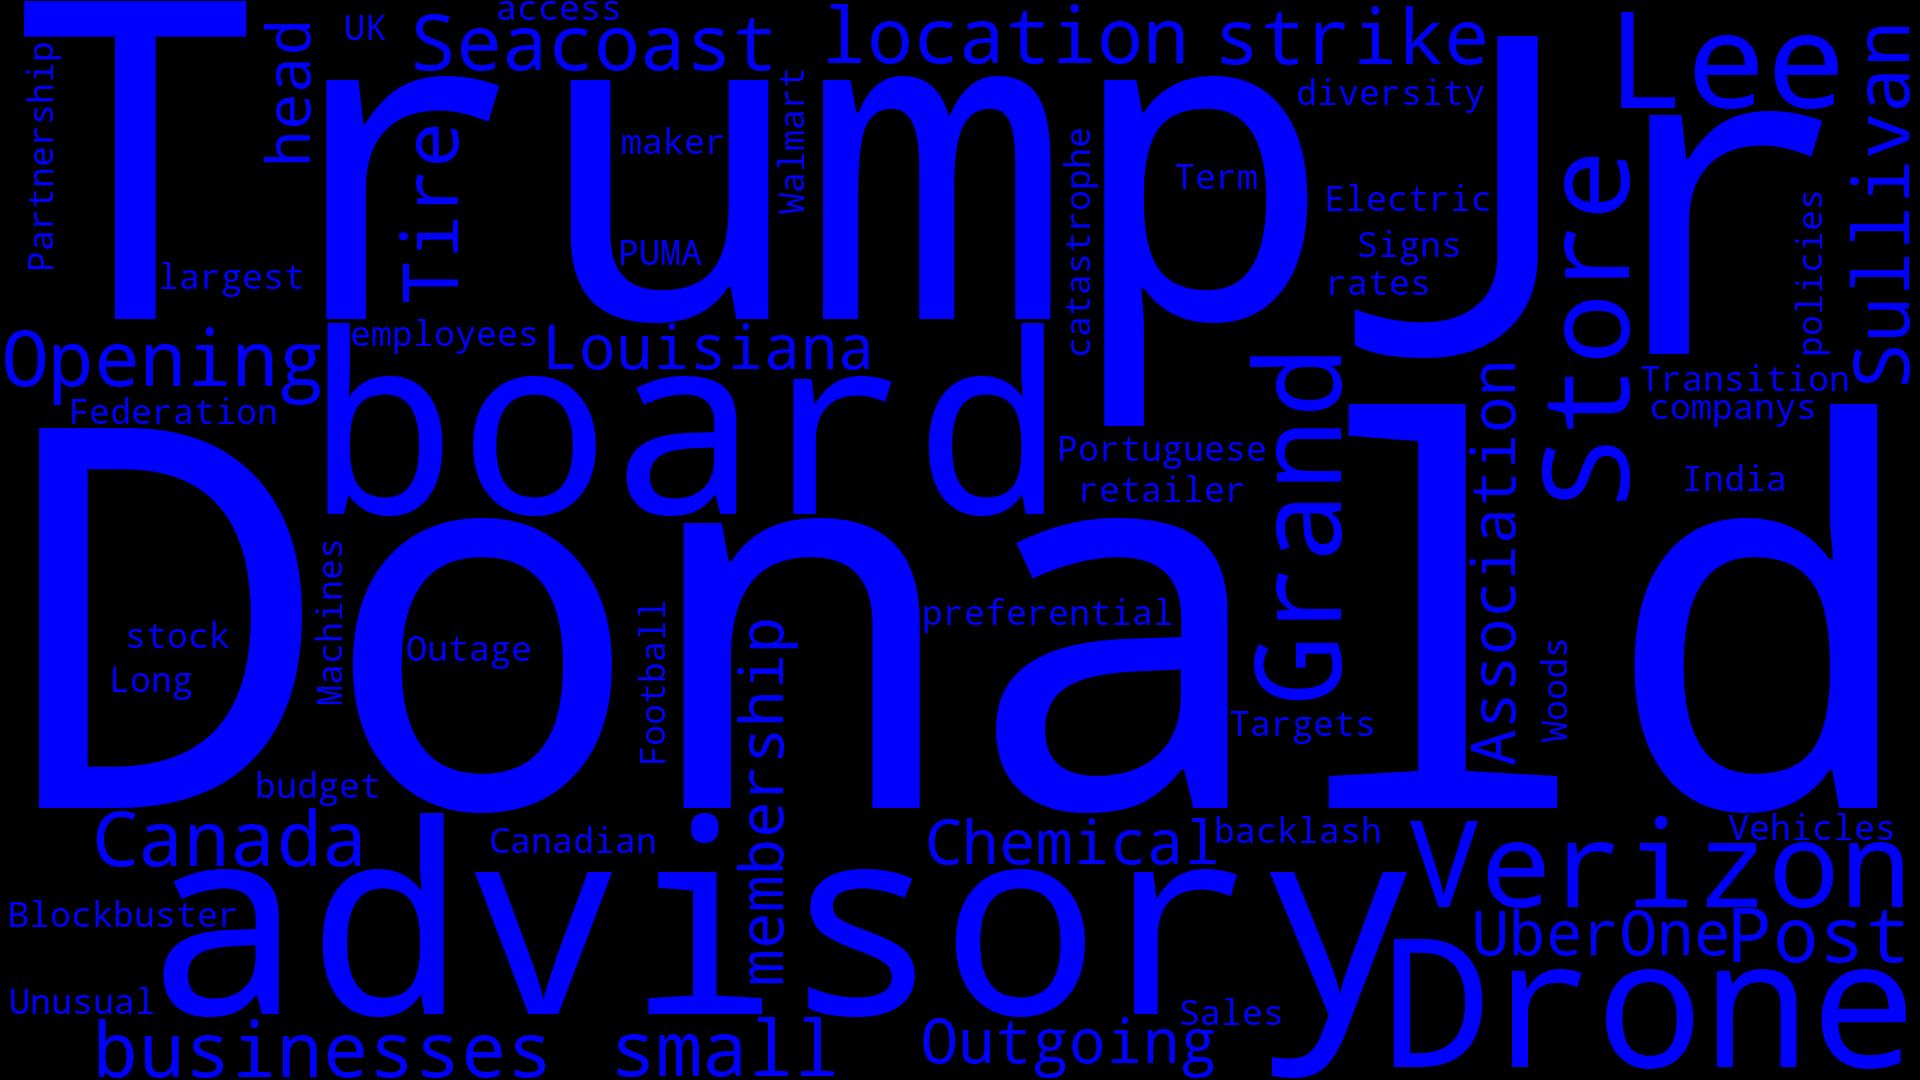 access
UK
Seacoast
location
strike
Lee
Sullivan
Partnership
head
Trump
Jr
Tire
maker
Walmart
diversity
catastrophe
Term
Electric
Store
policies
PUMA
Signs
largest
rates
Opening
employees
Louisiana
Federation
board
Grand
Association
Transition
companys
Portuguese
retailer
India
Donald
Machines
stock
Outage
Football
preferential
membership
Woods
Long
Targets
budget
Canada
Canadian
Chemical
backlash
Verizon
Vehicles
Blockbuster
advisory
UberOne
Post
Unusual
Sales
Drone
businesses
small
Outgoing